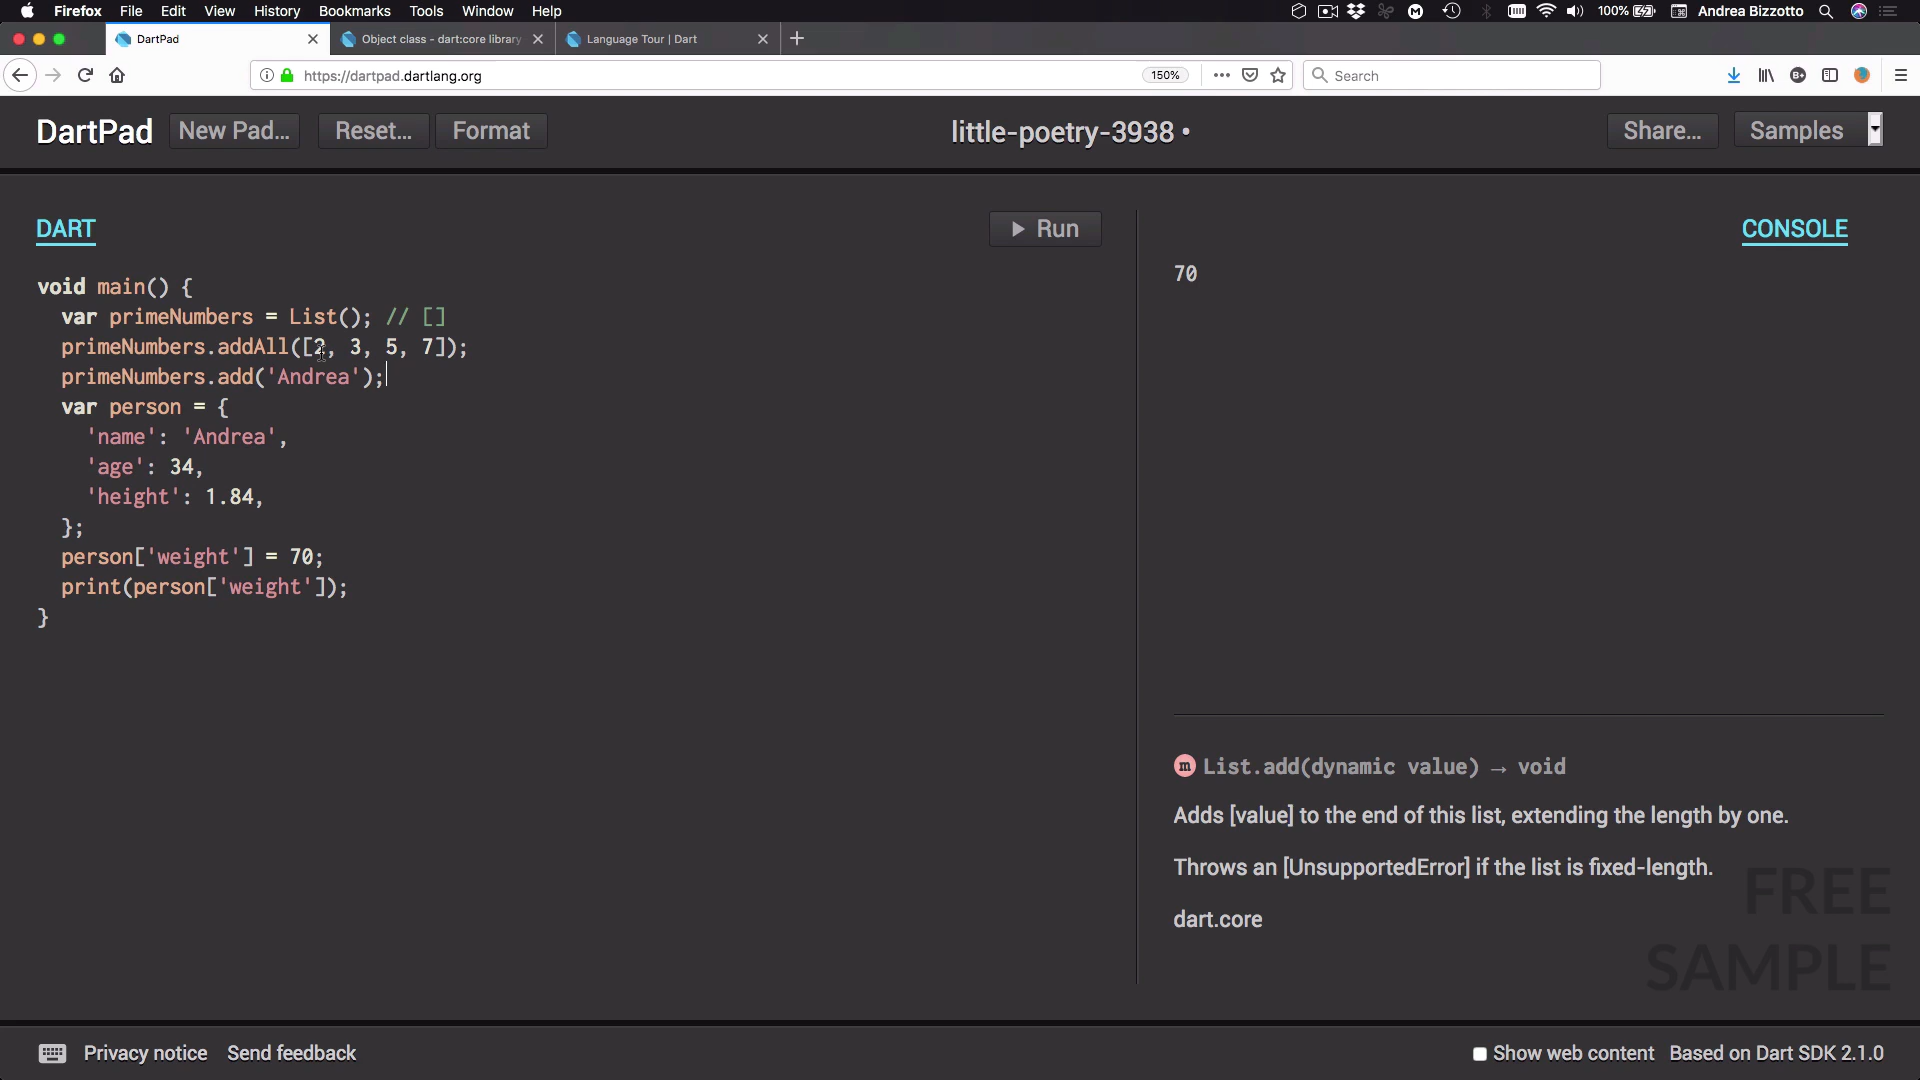 Firefox File Edit View History Bookmarks Tools Window Help 100% Andrea Bizzotto
DartPad Object class - dart:core library Language Tour | Dart
https://dartpad.dartlang.org 150% Search
DartPad New Pad... Reset... Format little-poetry-3938 • Share... Samples
DART Run CONSOLE
void main() {
var primeNumbers = List(); // []
primeNumbers.addAll([2, 3, 5, 7]);
primeNumbers.add('Andrea');
var person = {
'name': 'Andrea',
'age': 34,
'height': 1.84,
};
person['weight'] = 70;
print(person['weight']);
}
70
m List.add(dynamic value) → void
Adds [value] to the end of this list, extending the length by one.
Throws an [UnsupportedError] if the list is fixed-length.
dart.core
FREE
SAMPLE
Privacy notice Send feedback Show web content Based on Dart SDK 2.1.0